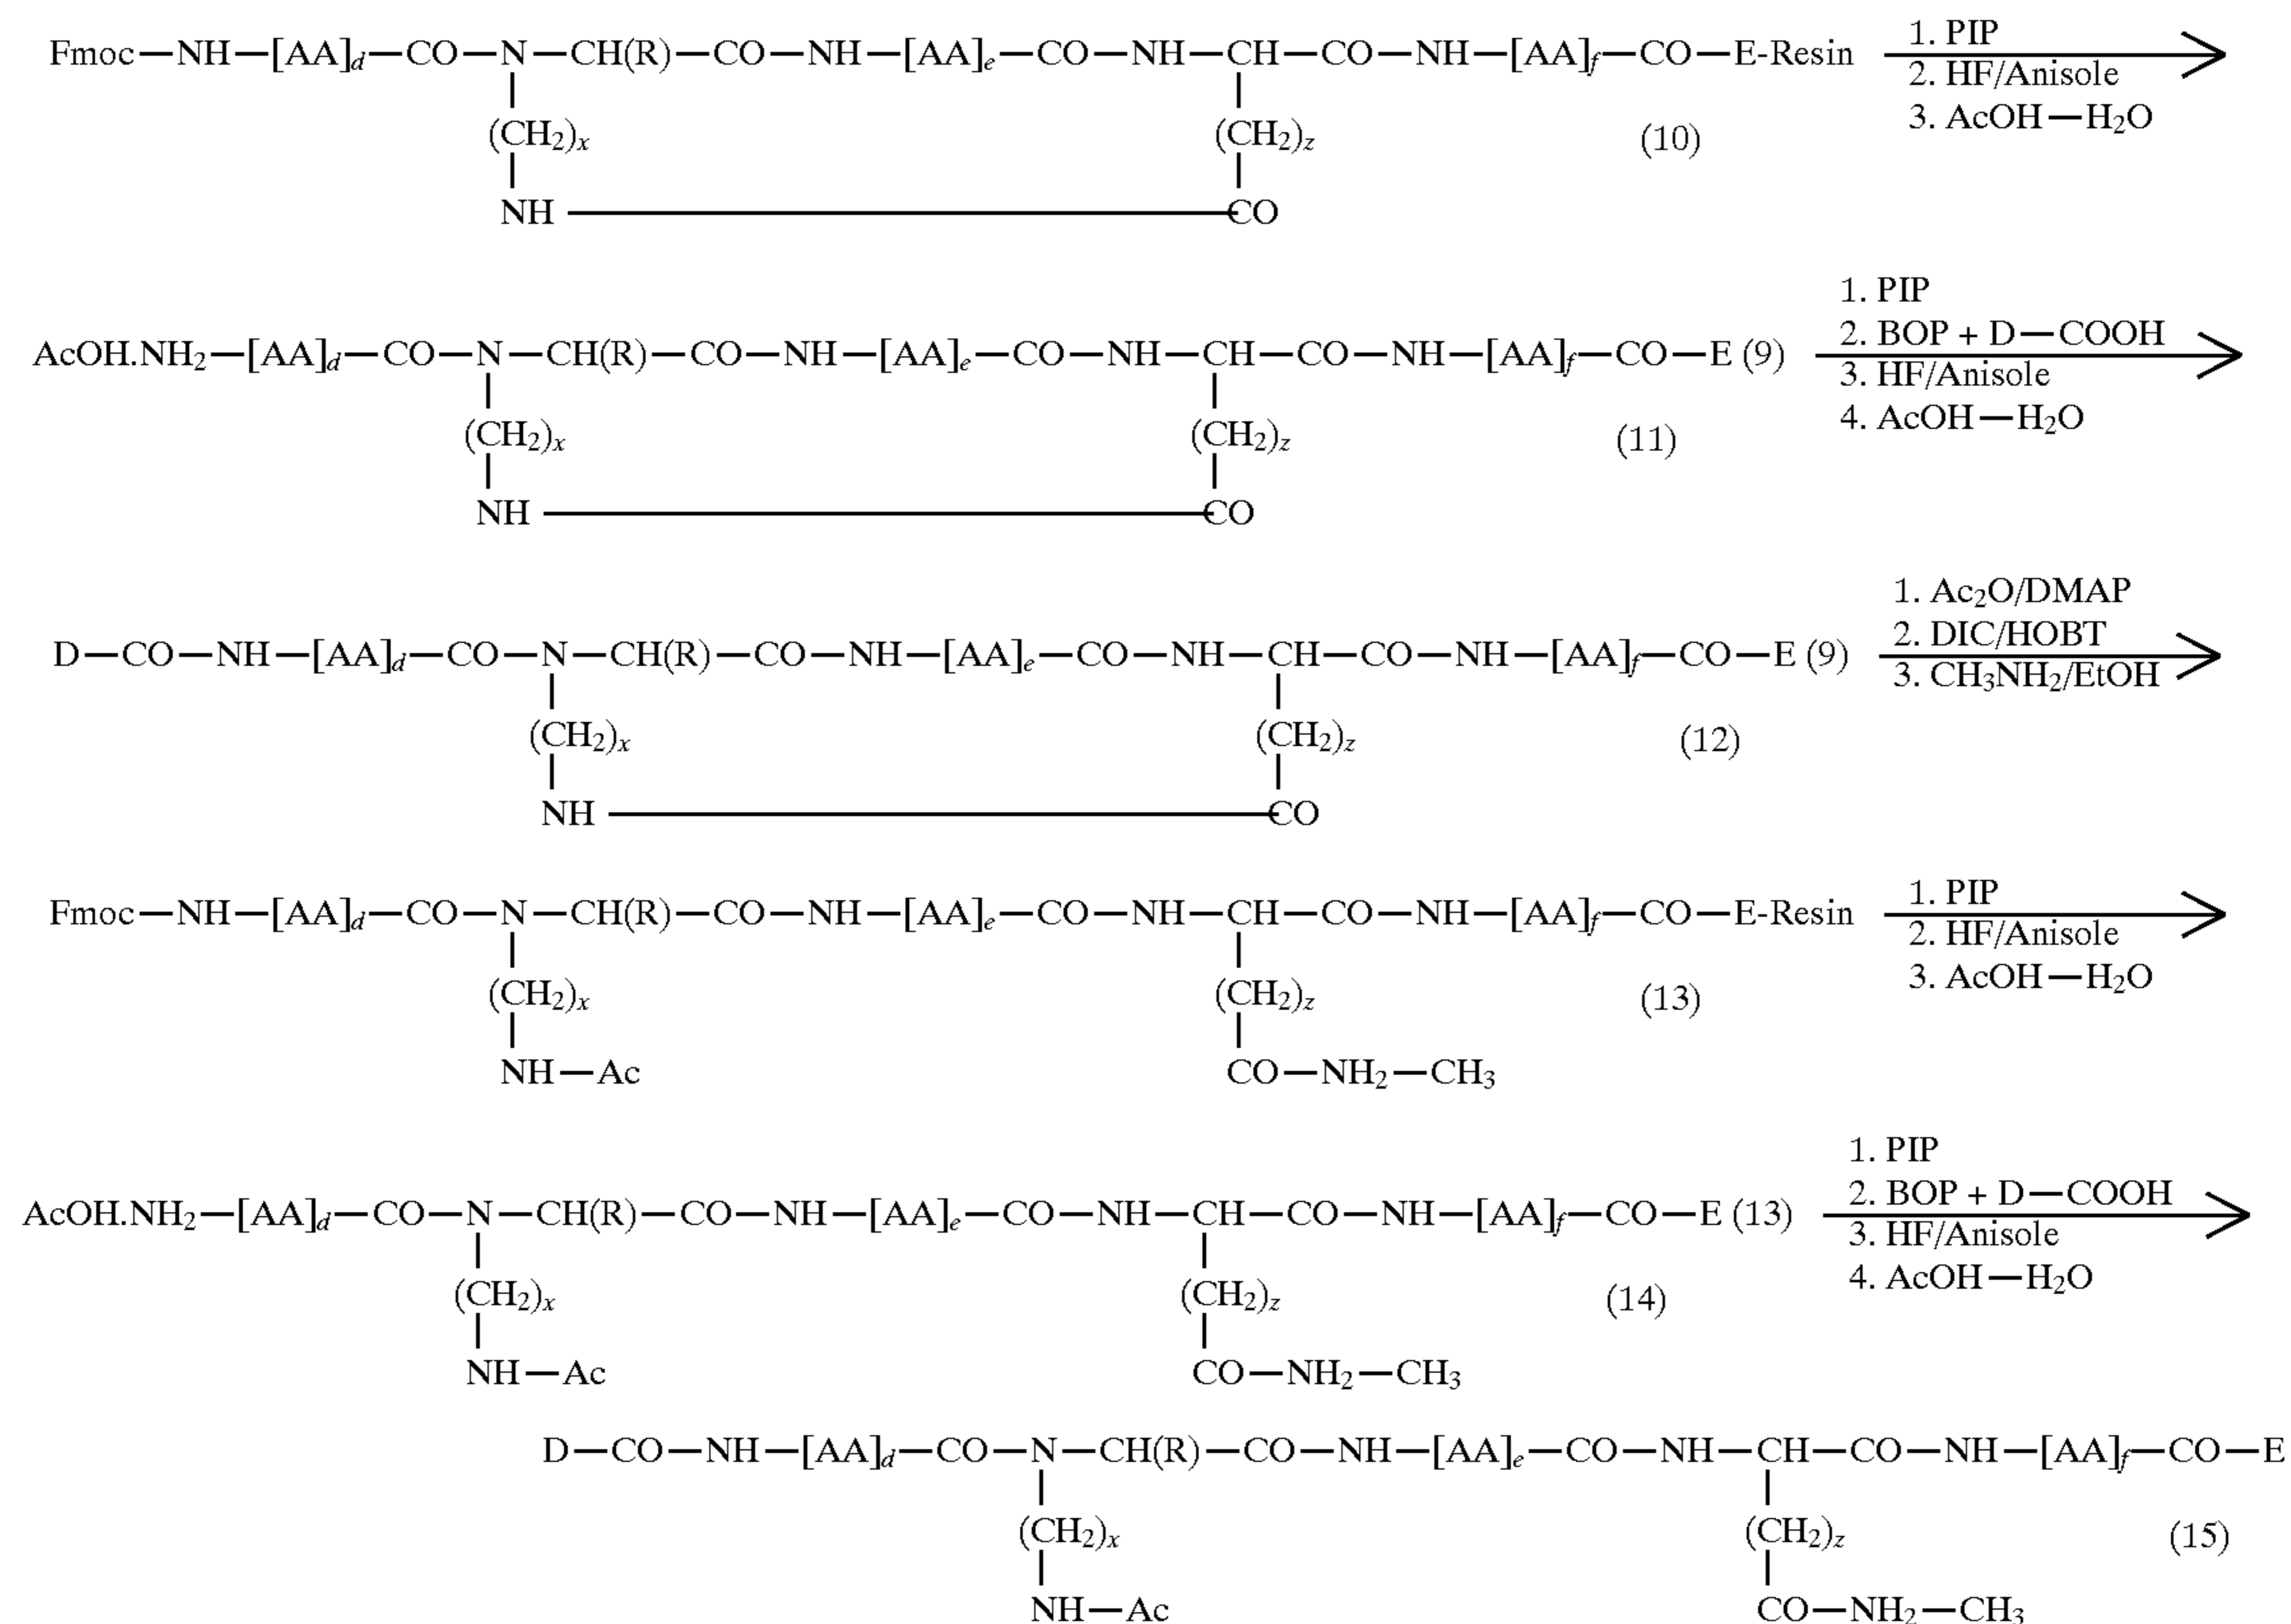 Fmoc—NH—[AA]d—CO—N—CH(R)—CO—NH—[AA]e—CO—NH—CH—CO—NH—[AA]f—CO—E-Resin
1. PIP
2. HF/Anisole
3. AcOH—H2O
(CH2)x (CH2)z (10)
NH CO
AcOH.NH2—[AA]d—CO—N—CH(R)—CO—NH—[AA]e—CO—NH—CH—CO—NH—[AA]f—CO—E (9)
1. PIP
2. BOP + D—COOH
3. HF/Anisole
4. AcOH—H2O
(CH2)x (CH2)z (11)
NH CO
D—CO—NH—[AA]d—CO—N—CH(R)—CO—NH—[AA]e—CO—NH—CH—CO—NH—[AA]f—CO—E (9)
1. Ac2O/DMAP
2. DIC/HOBT
3. CH3NH2/EtOH
(CH2)x (CH2)z (12)
NH CO
Fmoc—NH—[AA]d—CO—N—CH(R)—CO—NH—[AA]e—CO—NH—CH—CO—NH—[AA]f—CO—E-Resin
1. PIP
2. HF/Anisole
3. AcOH—H2O
(CH2)x (CH2)z (13)
NH—Ac CO—NH2—CH3
AcOH.NH2—[AA]d—CO—N—CH(R)—CO—NH—[AA]e—CO—NH—CH—CO—NH—[AA]f—CO—E (13)
1. PIP
2. BOP + D—COOH
3. HF/Anisole
4. AcOH—H2O
(CH2)x (CH2)z (14)
NH—Ac CO—NH2—CH3
D—CO—NH—[AA]d—CO—N—CH(R)—CO—NH—[AA]e—CO—NH—CH—CO—NH—[AA]f—CO—E
(CH2)x (CH2)z (15)
NH—Ac CO—NH2—CH3